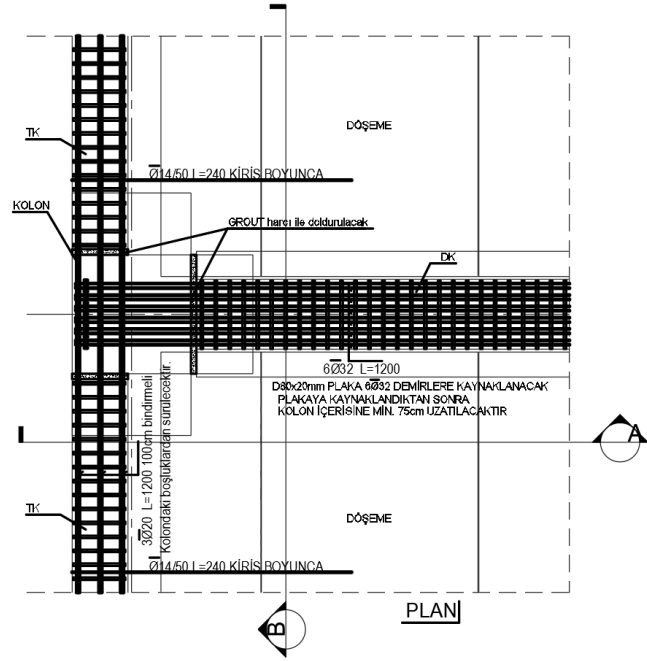 DÖŞEME
TK
Ø14/50 L=240 KİRİŞ BOYUNCA
KOLON
GROUT harcı ile doldurulacak
DK
6Ø32 L=1200
D80x20mm PLAKA 6Ø32 DEMİRLERE KAYNAKLANACAK
PLAKAYA KAYNAKLANDIKTAN SONRA
KOLON İÇERİSİNE MİN. 75cm UZATILACAKTIR
A
3Ø20 L=1200 100cm bindirmeli
Kolondaki boşluklardan sürülecektir.
TK
DÖŞEME
Ø14/50 L=240 KİRİŞ BOYUNCA
PLAN
B